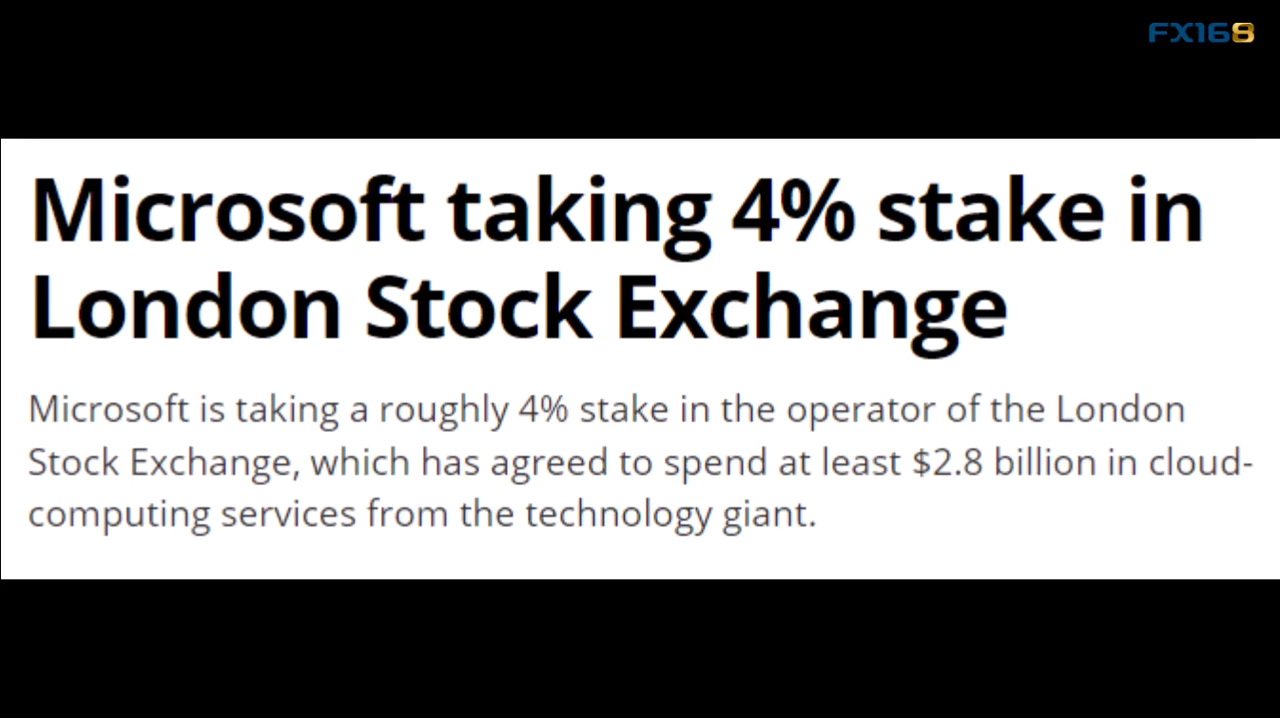 FX168
Microsoft taking 4% stake in
London Stock Exchange
Microsoft is taking a roughly 4% stake in the operator of the London
Stock Exchange, which has agreed to spend at least $2.8 billion in cloud-
computing services from the technology giant.